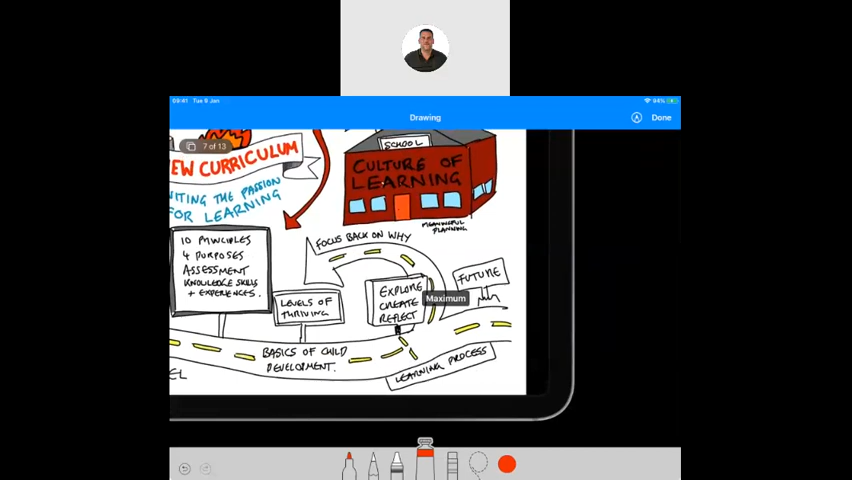 09:41 Tue 9 Jan
94%
Drawing
Done
7 of 13
SCHOOL
EW CURRICULUM
CULTURE OF
LEARNING
ITING THE PASSION
FOR LEARNING
MEANINGFUL
PLANNING
FOCUS BACK ON WHY
10 PRINCIPLES
4 PURPOSES
ASSESSMENT
KNOWLEDGE SKILLS
+ EXPERIENCES.
LEVELS OF
THRIVING
EXPLORE
CREATE
REFLECT
Maximum
FUTURE
BASICS OF CHILD
DEVELOPMENT.
LEARNING PROCESS
EL